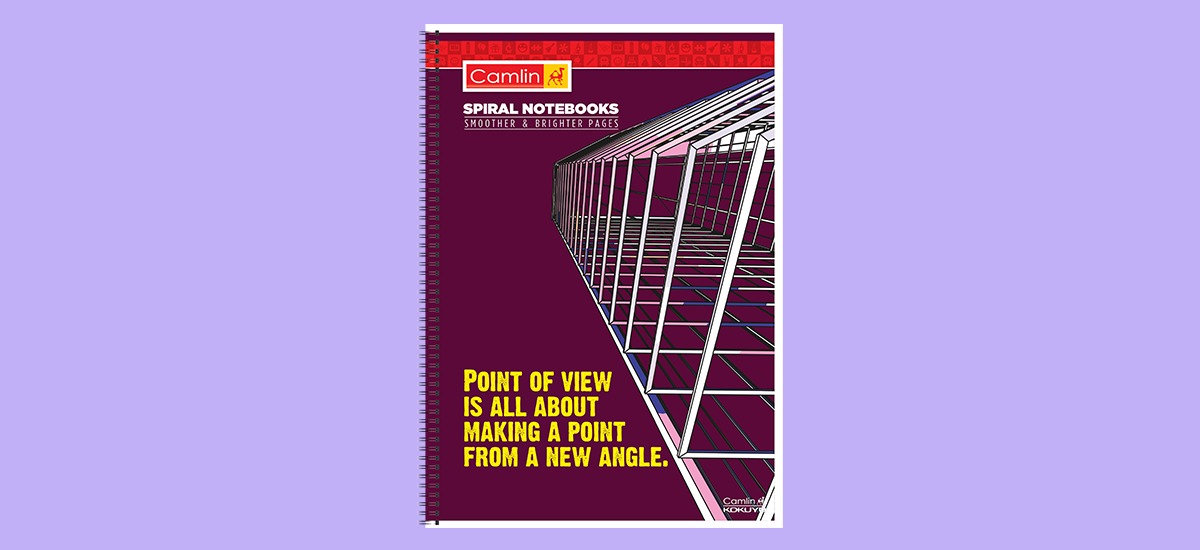 Camlin
SPIRAL NOTEBOOKS
SMOOTHER & BRIGHTER PAGES
POINT OF VIEW
IS ALL ABOUT
MAKING A POINT
FROM A NEW ANGLE.
Camlin
KOKUYO